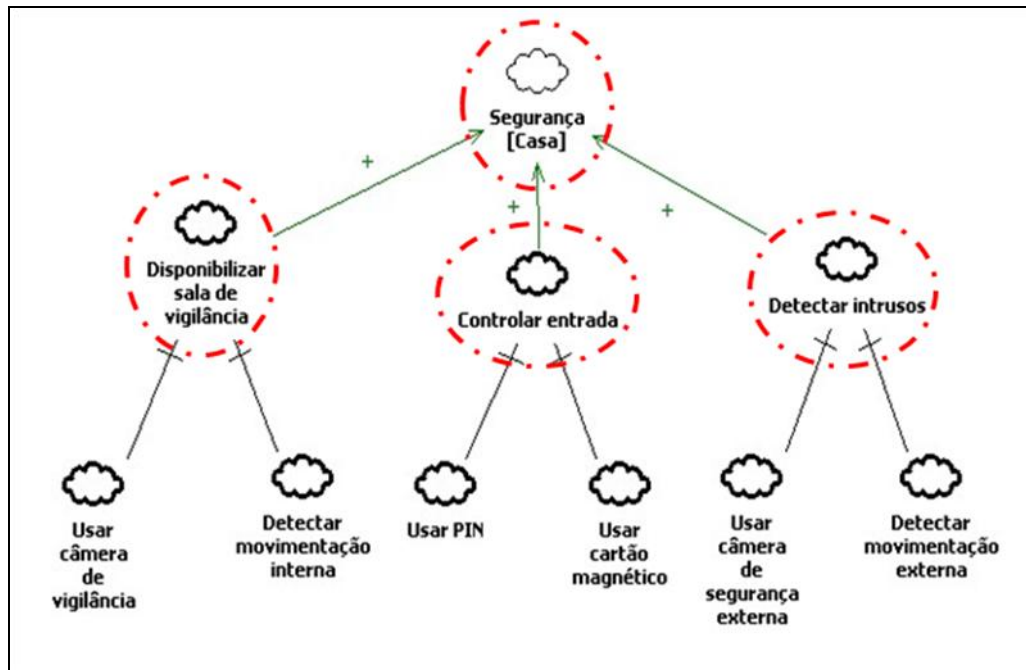 Segurança
[Casa]
+
+
+
Disponibilizar
sala de
vigilância
Controlar entrada
Detectar intrusos
Usar
câmera
de
vigilância
Detectar
movimentação
interna
Usar PIN
Usar
cartão
magnético
Usar
câmera
de
segurança
externa
Detectar
movimentação
externa